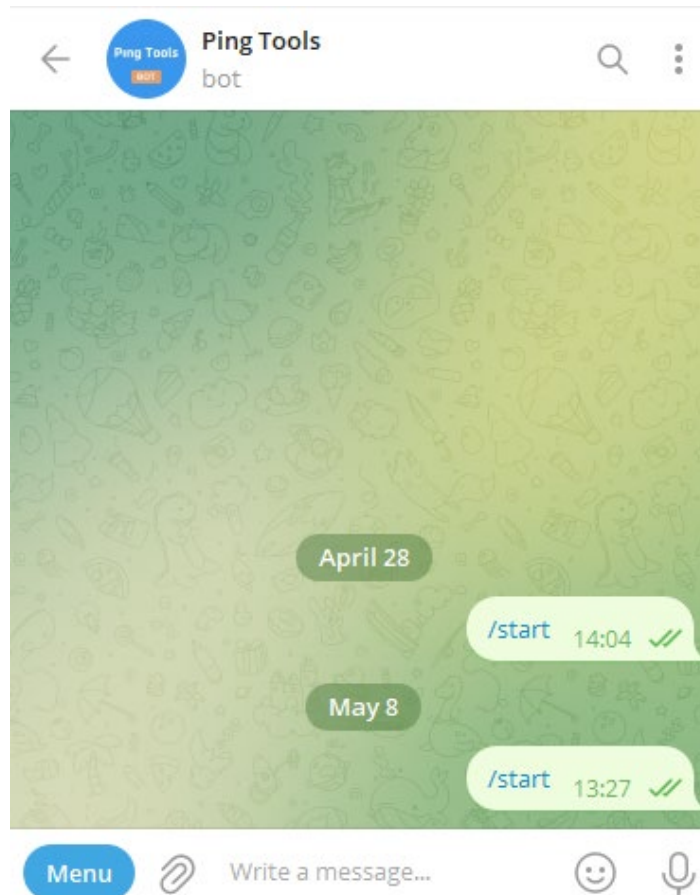 Ping Tools
BOT
Ping Tools
bot
April 28
/start 14:04
May 8
/start 13:27
Menu
Write a message...